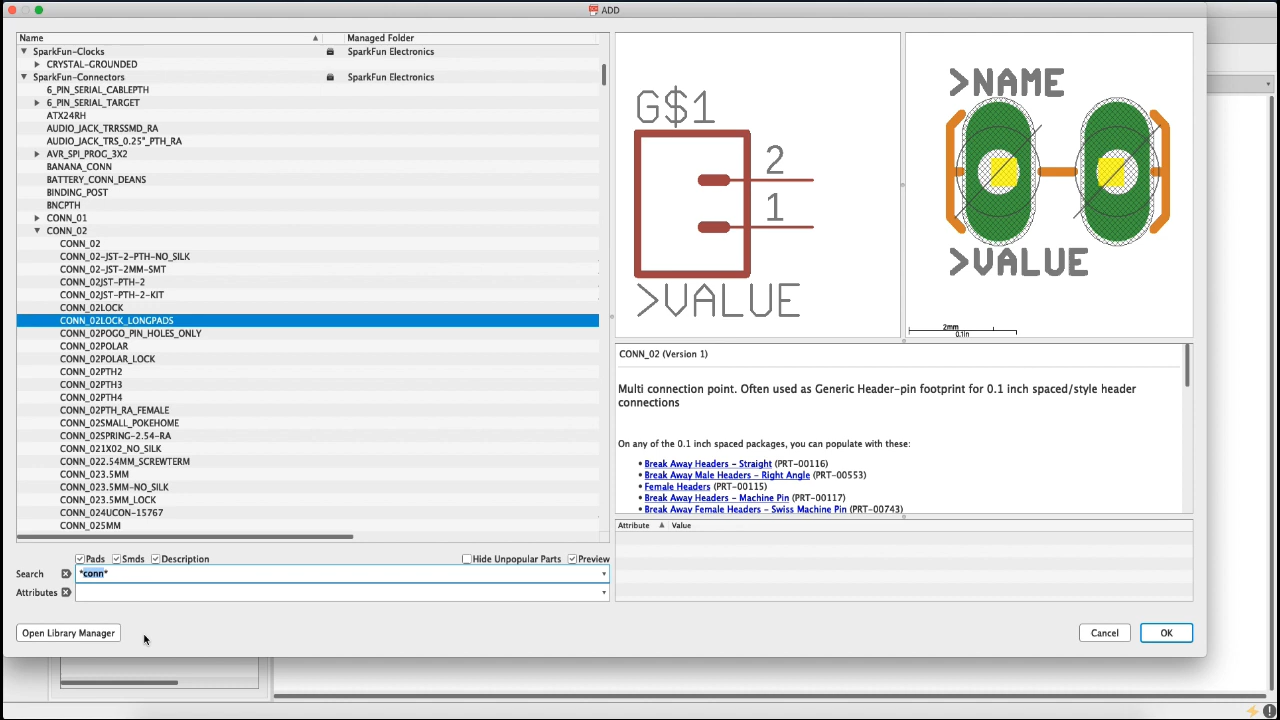 ADD
Name Managed Folder
SparkFun-Clocks SparkFun Electronics
CRYSTAL-GROUNDED
SparkFun-Connectors SparkFun Electronics
6_PIN_SERIAL_CABLEPTH
6_PIN_SERIAL_TARGET
ATX24RH
AUDIO_JACK_TRRSSMD_RA
AUDIO_JACK_TRS_0.25"_PTH_RA
AVR_SPI_PROG_3X2
BANANA_CONN
BATTERY_CONN_DEANS
BINDING_POST
BNCPTH
CONN_01
CONN_02
CONN_02
CONN_02-JST-2-PTH-NO_SILK
CONN_02-JST-2MM-SMT
CONN_02JST-PTH-2
CONN_02JST-PTH-2-KIT
CONN_02LOCK
CONN_02LOCK_LONGPADS
CONN_02POGO_PIN_HOLES_ONLY
CONN_02POLAR
CONN_02POLAR_LOCK
CONN_02PTH2
CONN_02PTH3
CONN_02PTH4
CONN_02PTH_RA_FEMALE
CONN_02SMALL_POKEHOME
CONN_02SPRING-2.54-RA
CONN_021X02_NO_SILK
CONN_022.54MM_SCREWTERM
CONN_023.5MM
CONN_023.5MM-NO_SILK
CONN_023.5MM_LOCK
CONN_024UCON-15767
CONN_025MM
Pads Smds Description Hide Unpopular Parts Preview
Search *conn*
Attributes
Open Library Manager
G$1
2
1
>VALUE
>NAME
>VALUE
2mm
0.1in
CONN_02 (Version 1)
Multi connection point. Often used as Generic Header-pin footprint for 0.1 inch spaced/style header
connections
On any of the 0.1 inch spaced packages, you can populate with these:
• Break Away Headers - Straight (PRT-00116)
• Break Away Male Headers - Right Angle (PRT-00553)
• Female Headers (PRT-00115)
• Break Away Headers - Machine Pin (PRT-00117)
• Break Away Female Headers - Swiss Machine Pin (PRT-00743)
Attribute Value
Cancel OK